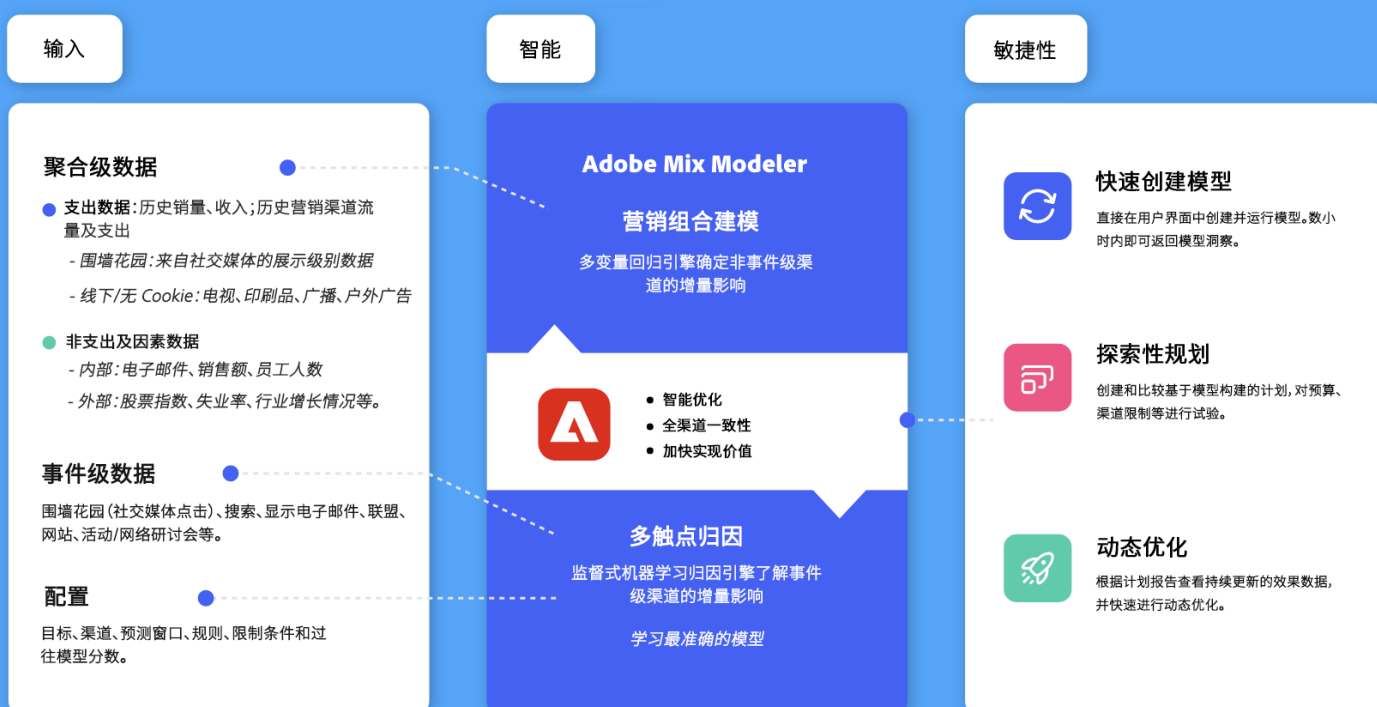 输入
聚合级数据
支出数据：历史销量、收入；历史营销渠道流
量及支出
- 围墙花园：来自社交媒体的展示级别数据
- 线下/无 Cookie：电视、印刷品、广播、户外广告
非支出及因素数据
- 内部：电子邮件、销售额、员工人数
- 外部：股票指数、失业率、行业增长情况等。
事件级数据
围墙花园（社交媒体点击）、搜索、显示电子邮件、联盟、
网站、活动/网络研讨会等。
配置
目标、渠道、预测窗口、规则、限制条件和过
往模型分数。
智能
Adobe Mix Modeler
营销组合建模
多变量回归引擎确定非事件级渠
道的增量影响
• 智能优化
• 全渠道一致性
• 加快实现价值
多触点归因
监督式机器学习归因引擎了解事件
级渠道的增量影响
学习最准确的模型
敏捷性
快速创建模型
直接在用户界面中创建并运行模型。数小
时内即可返回模型洞察。
探索性规划
创建和比较基于模型构建的计划，对预算、
渠道限制等进行试验。
动态优化
根据计划报告查看持续更新的效果数据，
并快速进行动态优化。